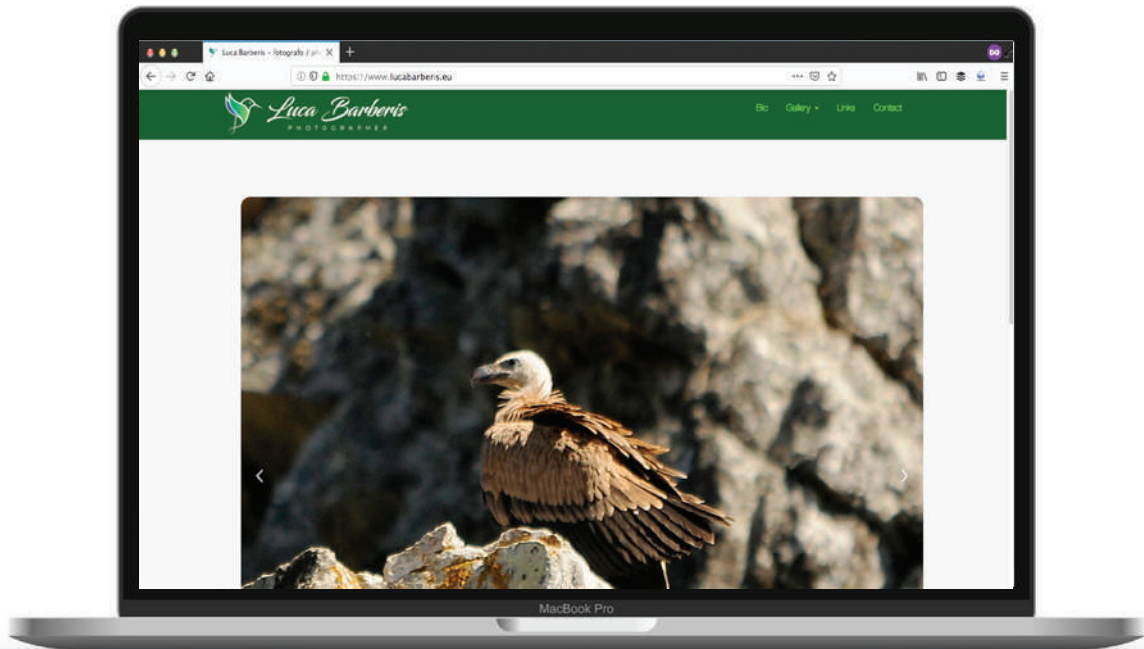 Luca Barberis - fotografo / ph
https://www.lucabarberis.eu
Luca Barberis
PHOTOGRAPHER
Bio Gallery Links Contact
MacBook Pro